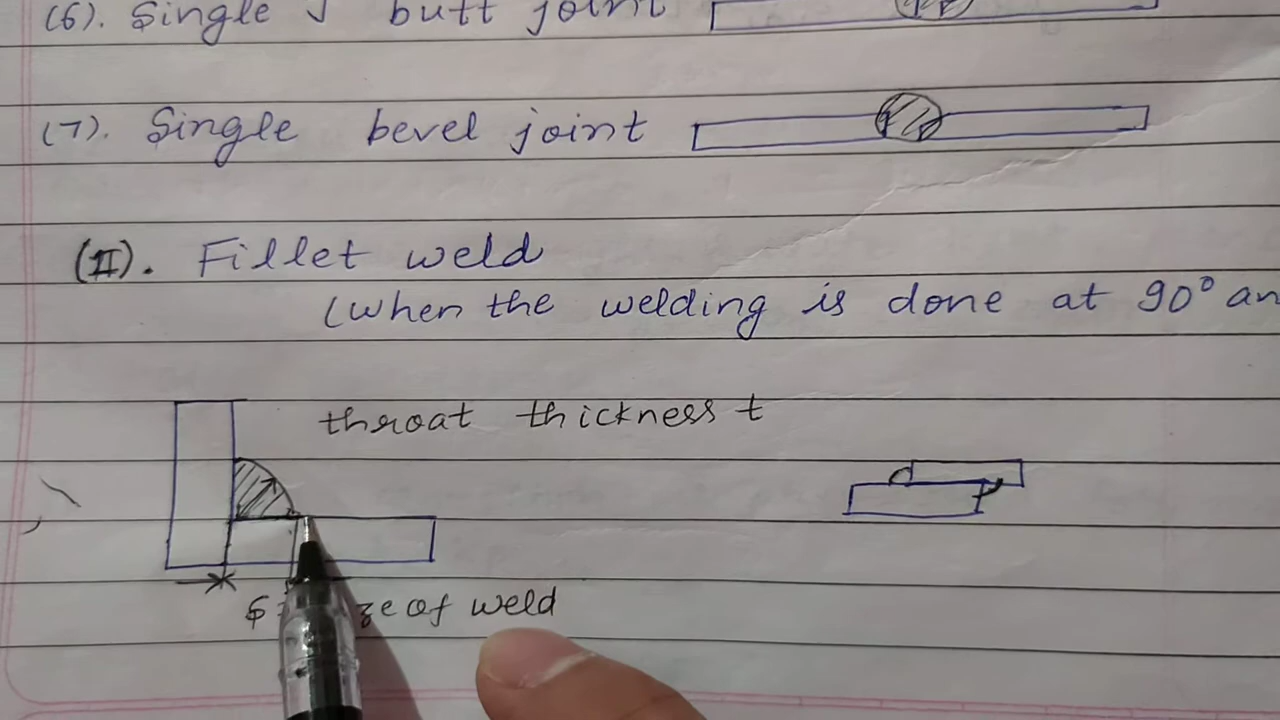 (6). Single J butt joint
(7). Single bevel joint
(II). Fillet weld
(when the welding is done at 90° an
throat thickness t
of weld